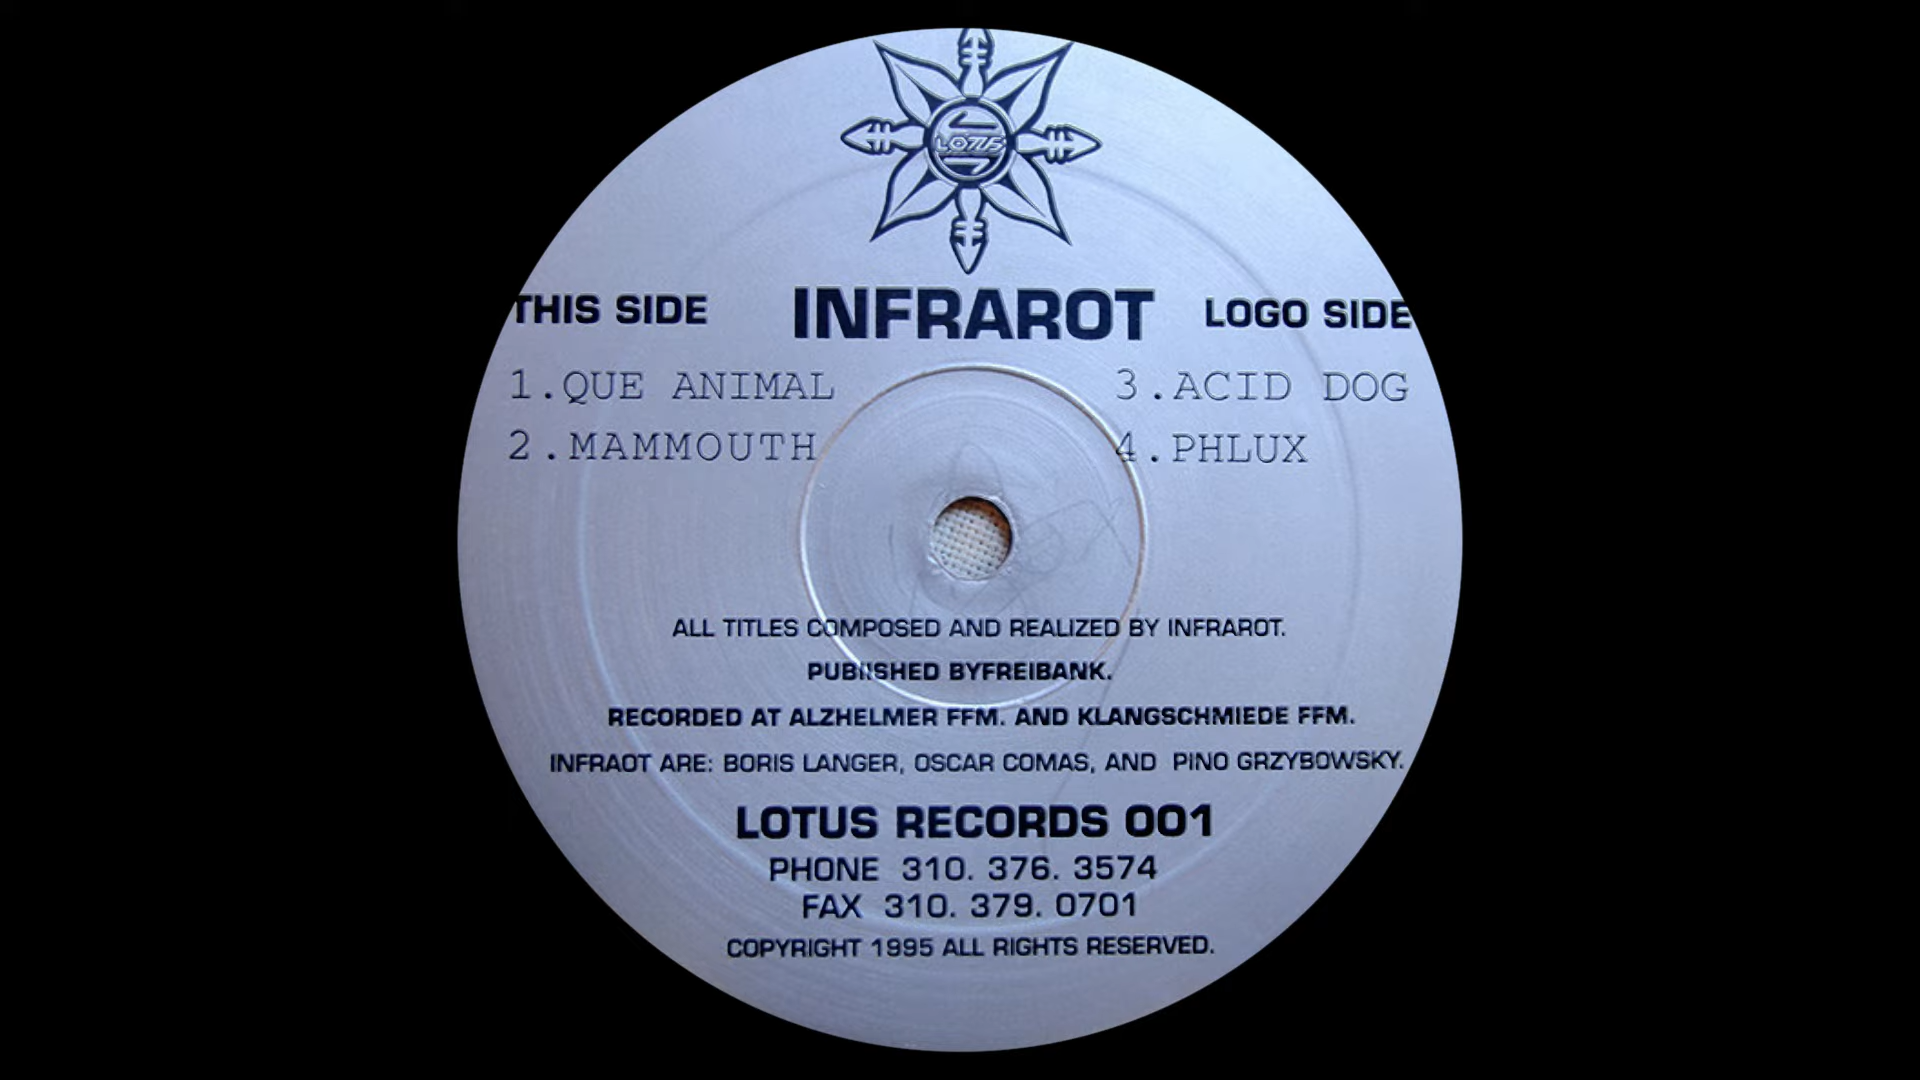 LOTUS
THIS SIDE INFRAROT LOGO SIDE
1.QUE ANIMAL 3.ACID DOG
2.MAMMOUTH 4.PHLUX
ALL TITLES COMPOSED AND REALIZED BY INFRAROT.
PUBLISHED BYFREIBANK.
RECORDED AT ALZHELMER FFM. AND KLANGSCHMIEDE FFM.
INFRAOT ARE: BORIS LANGER, OSCAR COMAS, AND PINO GRZYBOWSKY.
LOTUS RECORDS 001
PHONE 310. 376. 3574
FAX 310. 379. 0701
COPYRIGHT 1995 ALL RIGHTS RESERVED.